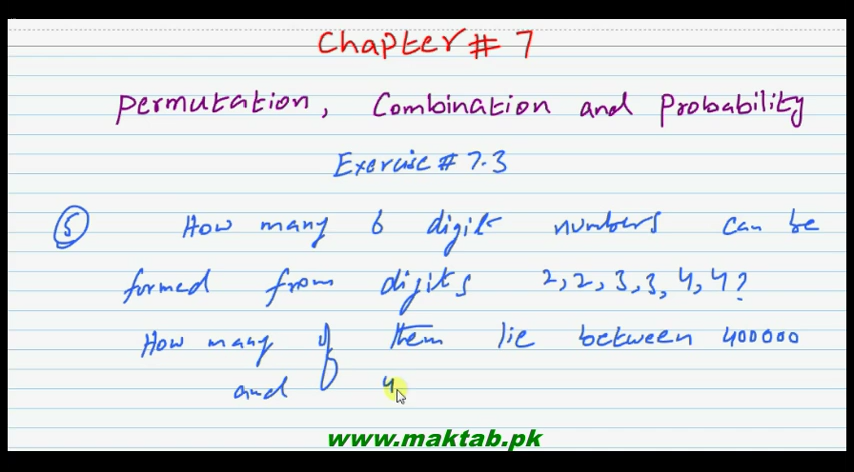 Chapter # 7
Permutation, Combination and Probability
Exercise # 7.3
5 How many 6 digits numbers can be
formed from digits 2,2,3,3,4,4?
How many of them lie between 400000
and 4
www.maktab.pk